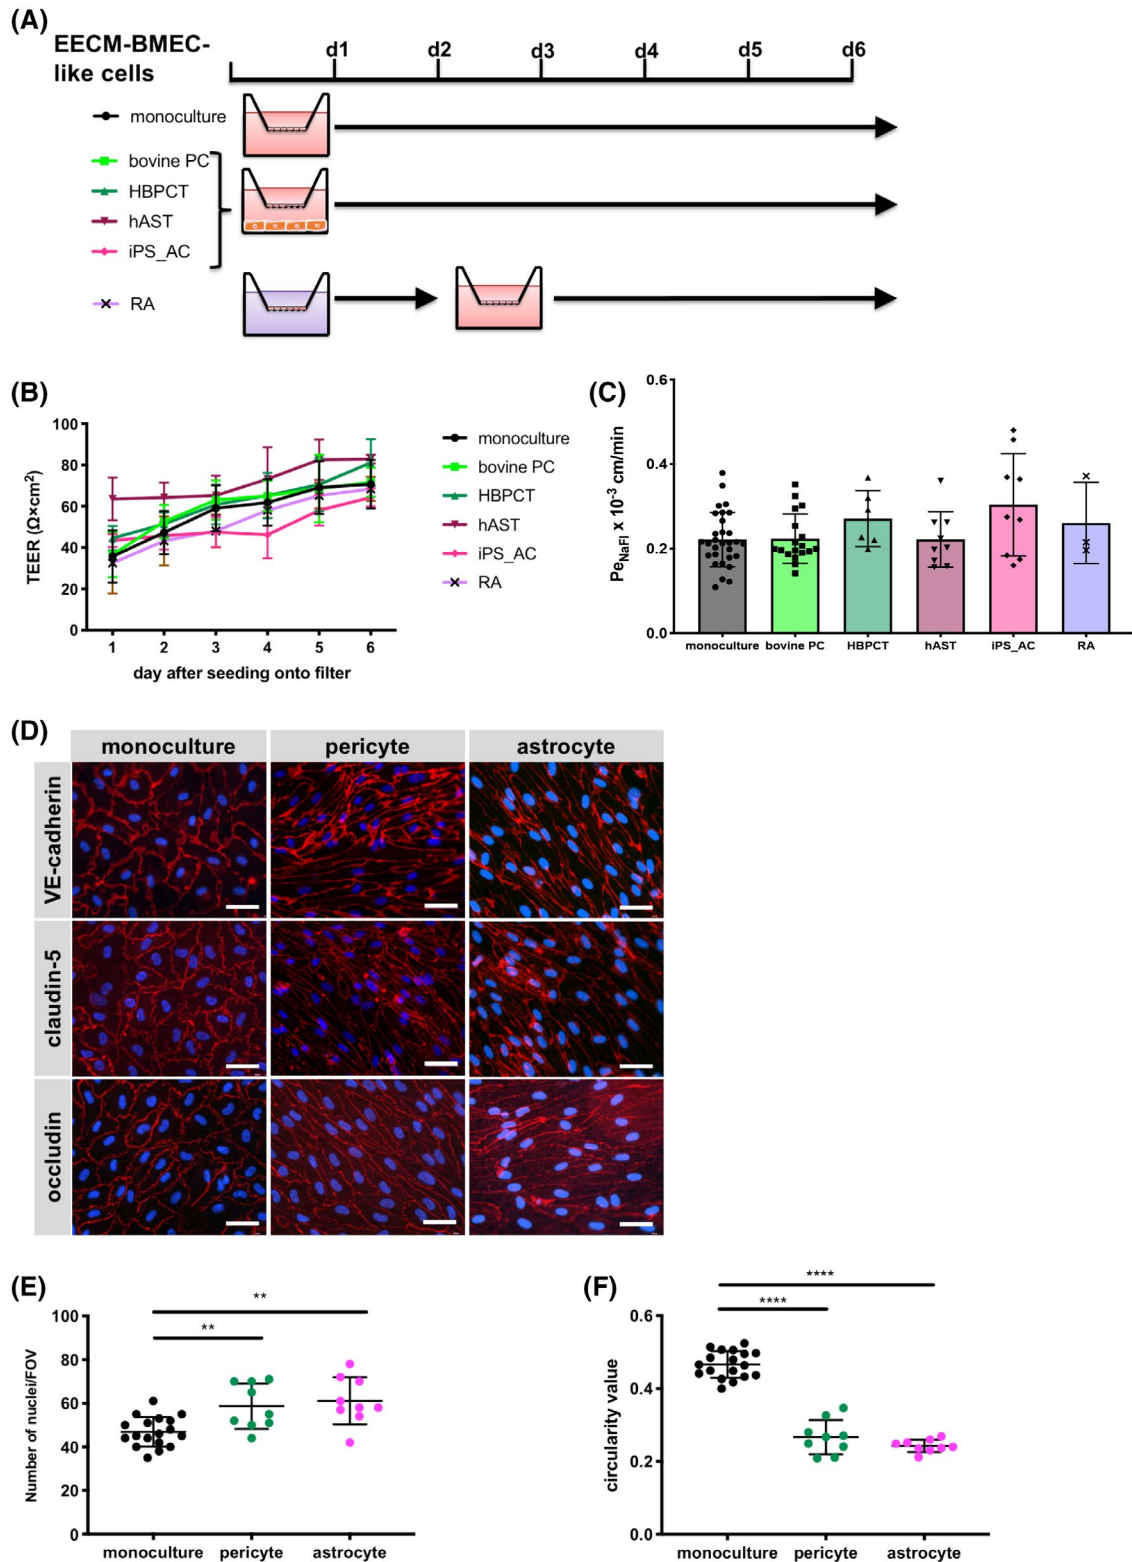 (A)
EECM-BMEC-
like cells
d1 d2 d3 d4 d5 d6
monoculture
bovine PC
HBPCT
hAST
iPS_AC
RA
(B)
100
80
60
40
20
0
TEER (Ω×cm²)
1 2 3 4 5 6
day after seeding onto filter
monoculture
bovine PC
HBPCT
hAST
iPS_AC
RA
(C)
0.6
0.4
0.2
0.0
Pe_NaFl x 10⁻³ cm/min
monoculture bovine PC HBPCT hAST iPS_AC RA
(D)
monoculture pericyte astrocyte
VE-cadherin
claudin-5
occludin
(E)
100
80
60
40
20
0
Number of nuclei/FOV
**
**
monoculture pericyte astrocyte
(F)
0.6
0.4
0.2
0.0
circularity value
****
****
monoculture pericyte astrocyte